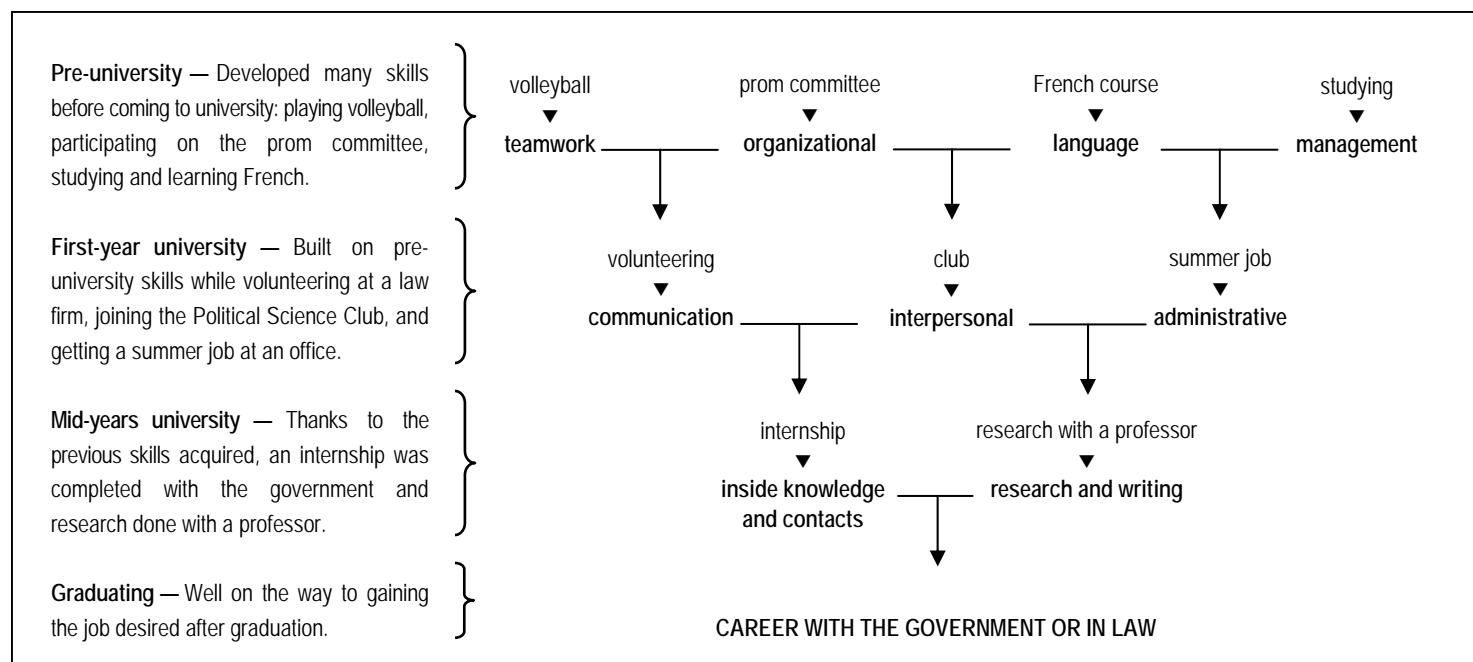 Pre-university — Developed many skills
before coming to university: playing volleyball,
participating on the prom committee,
studying and learning French.
volleyball prom committee French course studying
teamwork organizational language management
First-year university — Built on pre-
university skills while volunteering at a law
firm, joining the Political Science Club, and
getting a summer job at an office.
volunteering club summer job
communication interpersonal administrative
Mid-years university — Thanks to the
previous skills acquired, an internship was
completed with the government and
research done with a professor.
internship research with a professor
inside knowledge research and writing
and contacts
Graduating — Well on the way to gaining
the job desired after graduation.
CAREER WITH THE GOVERNMENT OR IN LAW